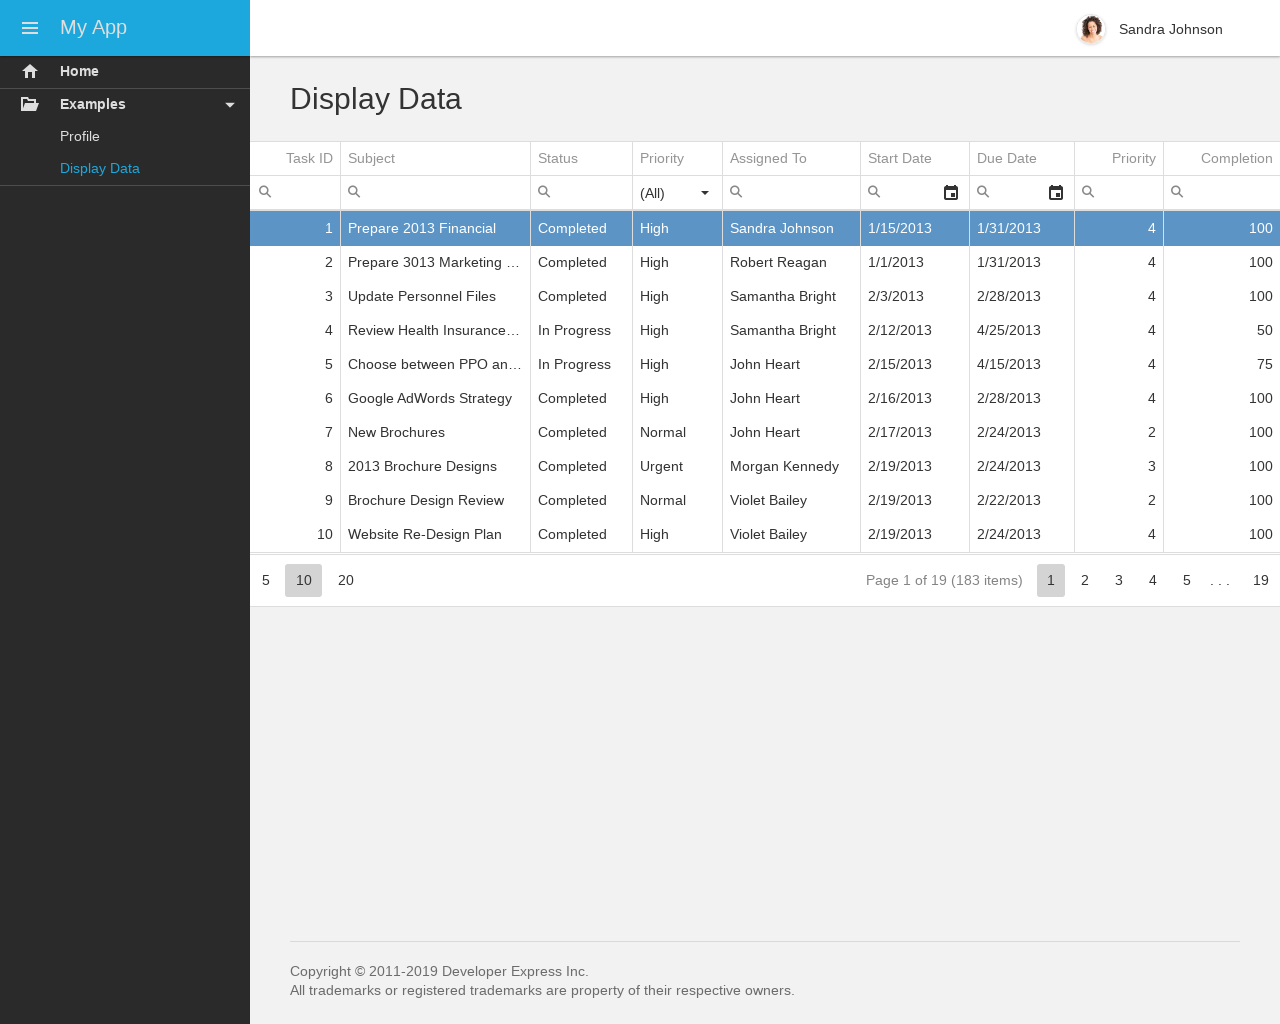 My App
Sandra Johnson
Home
Examples
Profile
Display Data
Display Data
Task ID Subject Status Priority Assigned To Start Date Due Date Priority Completion
(All)
1 Prepare 2013 Financial Completed High Sandra Johnson 1/15/2013 1/31/2013 4 100
2 Prepare 3013 Marketing ... Completed High Robert Reagan 1/1/2013 1/31/2013 4 100
3 Update Personnel Files Completed High Samantha Bright 2/3/2013 2/28/2013 4 100
4 Review Health Insurance... In Progress High Samantha Bright 2/12/2013 4/25/2013 4 50
5 Choose between PPO an... In Progress High John Heart 2/15/2013 4/15/2013 4 75
6 Google AdWords Strategy Completed High John Heart 2/16/2013 2/28/2013 4 100
7 New Brochures Completed Normal John Heart 2/17/2013 2/24/2013 2 100
8 2013 Brochure Designs Completed Urgent Morgan Kennedy 2/19/2013 2/24/2013 3 100
9 Brochure Design Review Completed Normal Violet Bailey 2/19/2013 2/22/2013 2 100
10 Website Re-Design Plan Completed High Violet Bailey 2/19/2013 2/24/2013 4 100
5 10 20 Page 1 of 19 (183 items) 1 2 3 4 5 . . . 19
Copyright © 2011-2019 Developer Express Inc.
All trademarks or registered trademarks are property of their respective owners.